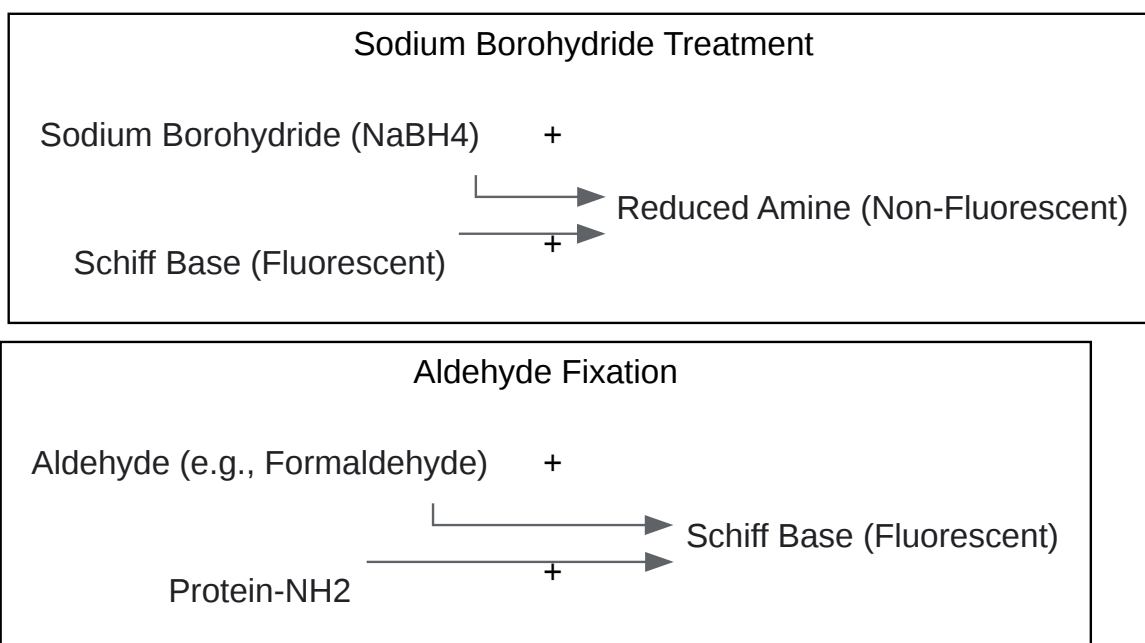 Sodium Borohydride Treatment
Sodium Borohydride (NaBH4) +
Reduced Amine (Non-Fluorescent)
+
Schiff Base (Fluorescent)
Aldehyde Fixation
Aldehyde (e.g., Formaldehyde) +
Schiff Base (Fluorescent)
+
Protein-NH2